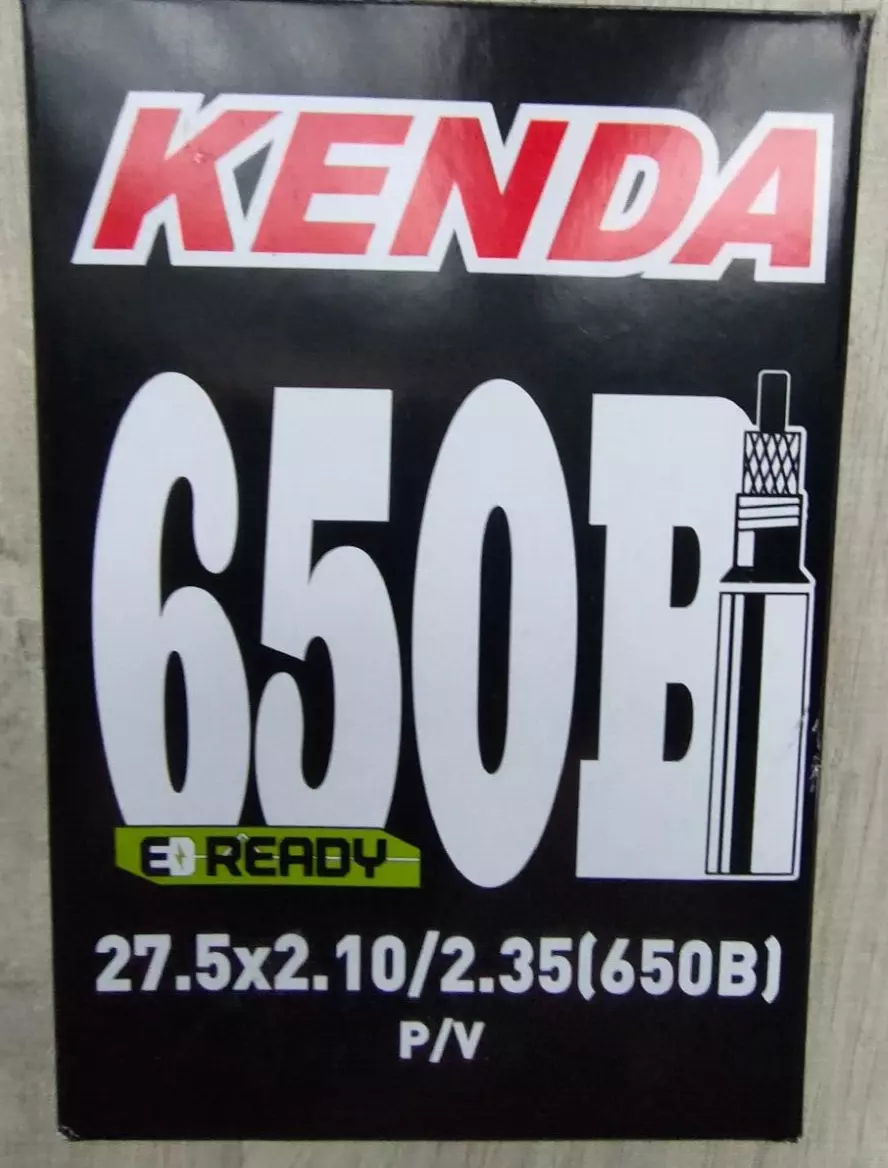 KENDA
650B
E READY
27.5x2.10/2.35(650B)
P/V